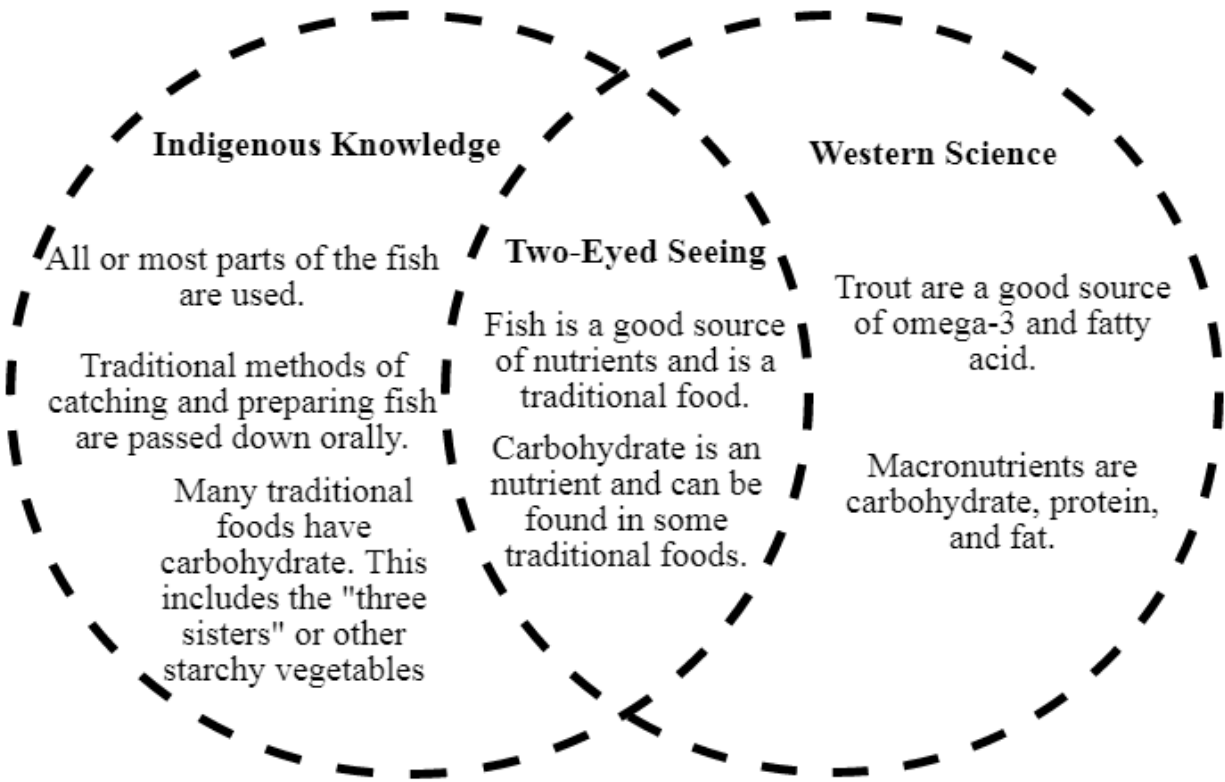 Indigenous Knowledge
All or most parts of the fish
are used.
Traditional methods of
catching and preparing fish
are passed down orally.
Many traditional
foods have
carbohydrate. This
includes the "three
sisters" or other
starchy vegetables
Two-Eyed Seeing
Fish is a good source
of nutrients and is a
traditional food.
Carbohydrate is an
nutrient and can be
found in some
traditional foods.
Western Science
Trout are a good source
of omega-3 and fatty
acid.
Macronutrients are
carbohydrate, protein,
and fat.